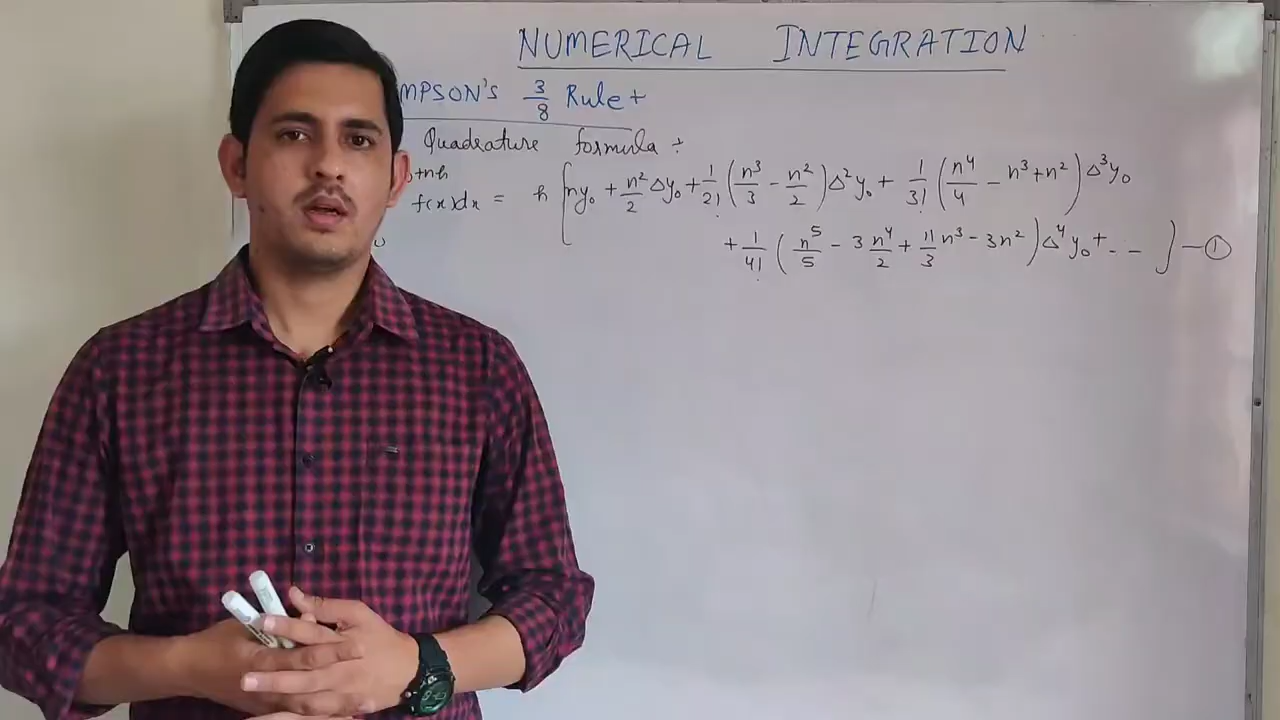 NUMERICAL INTEGRATION
MPSON'S 3/8 Rule÷
Quadrature formula ÷
+nh
f(x)dx = h [ny₀ + n²/2 Δy₀ + 1/2! (n³/3 − n²/2) Δ²y₀ + 1/3! (n⁴/4 − n³ + n²) Δ³y₀
+ 1/4! (n⁵/5 − 3n⁴/2 + 11/3 n³ − 3n²) Δ⁴y₀ + - - - ] — ①